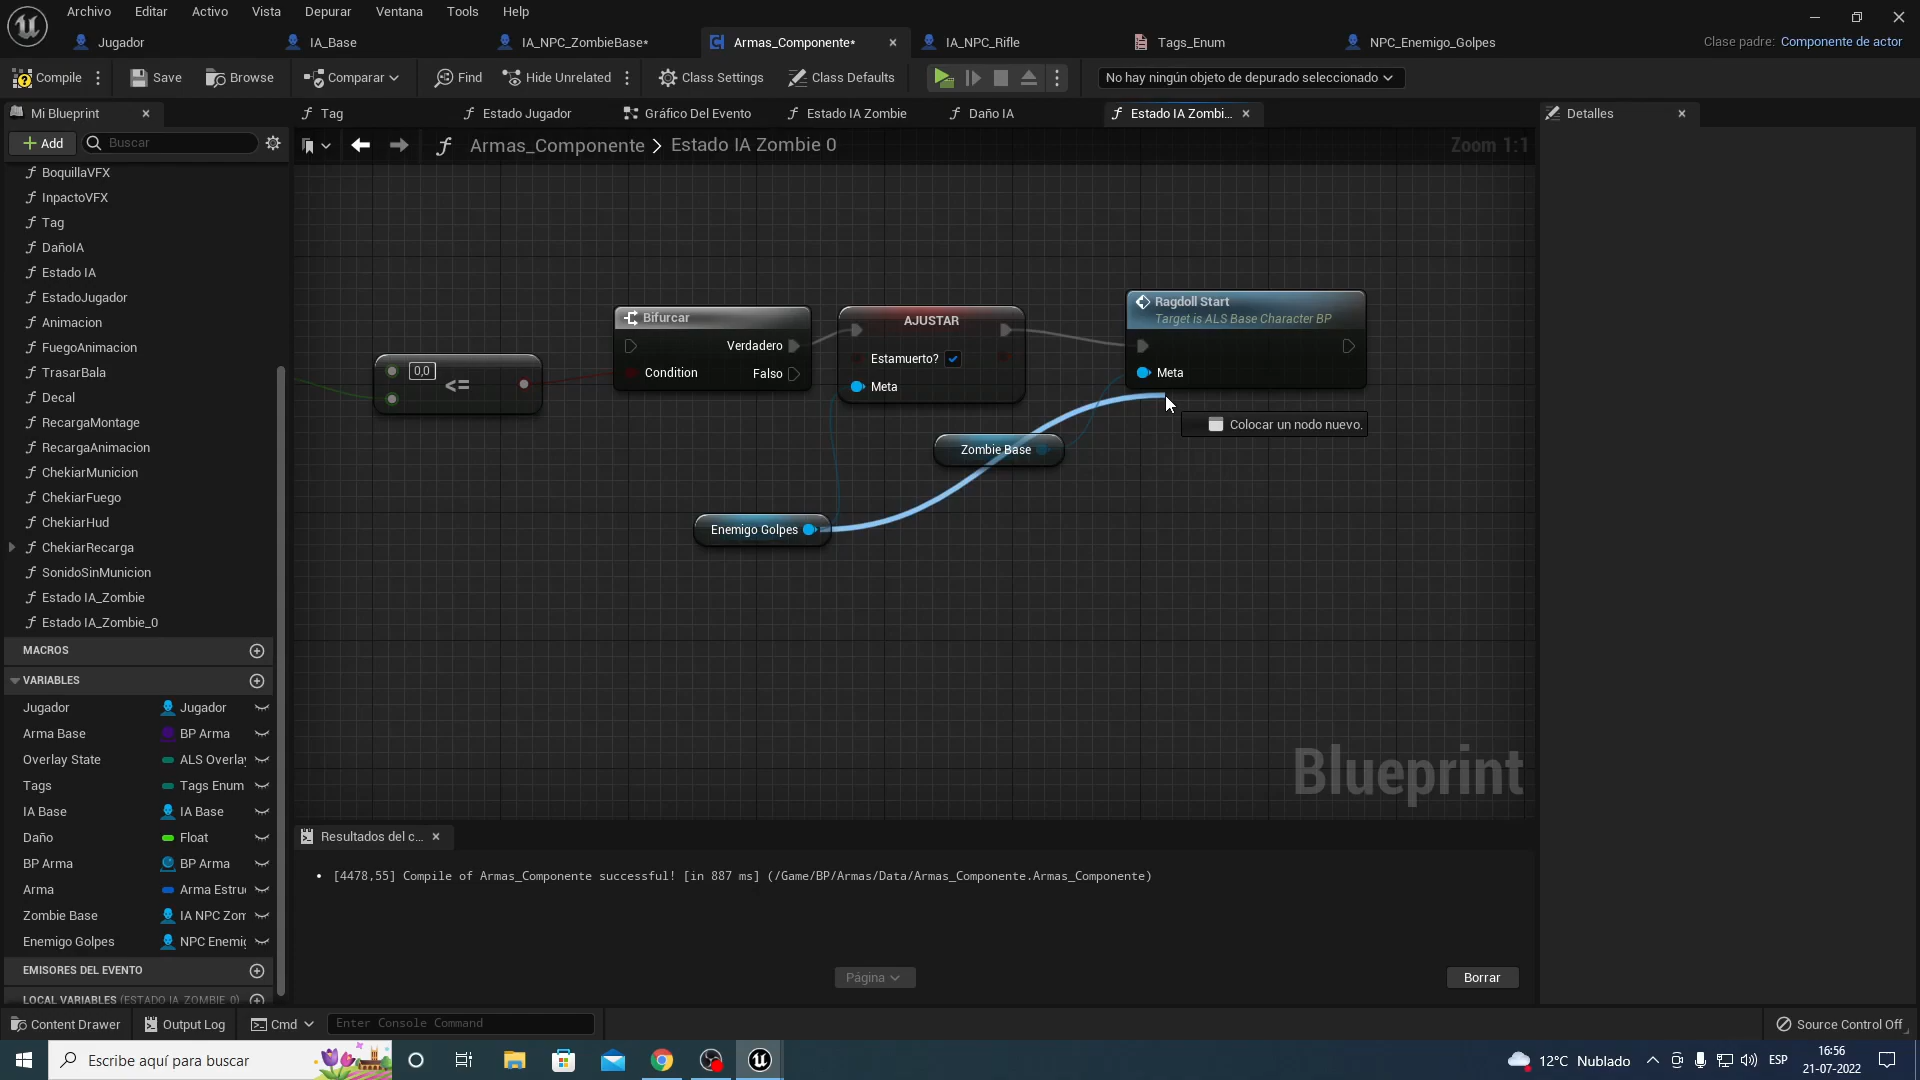 Archivo Editar Activo Vista Depurar Ventana Tools Help
Jugador IA_Base IA_NPC_ZombieBase* Armas_Componente* IA_NPC_Rifle Tags_Enum NPC_Enemigo_Golpes Clase padre: Componente de actor
Compile Save Browse Comparar Find Hide Unrelated Class Settings Class Defaults No hay ningún objeto de depurado seleccionado
Mi Blueprint Tag Estado Jugador Gráfico Del Evento Estado IA Zombie Daño IA Estado IA Zombi... Detalles
Add Buscar Armas_Componente > Estado IA Zombie 0 Zoom 1:1
BoquillaVFX
InpactoVFX
Tag
DañoIA
Estado IA
EstadoJugador
Animacion
FuegoAnimacion
TrasarBala
Decal
RecargaMontage
RecargaAnimacion
ChekiarMunicion
ChekiarFuego
ChekiarHud
ChekiarRecarga
SonidoSinMunicion
Estado IA_Zombie
Estado IA_Zombie_0
MACROS
VARIABLES
Jugador Jugador
Arma Base BP Arma
Overlay State ALS Overlay
Tags Tags Enum
IA Base IA Base
Daño Float
BP Arma BP Arma
Arma Arma Estru
Zombie Base IA NPC Zom
Enemigo Golpes NPC Enemig
EMISORES DEL EVENTO
LOCAL VARIABLES (ESTADO IA_ZOMBIE_0)
0,0 <=
Bifurcar
Verdadero
Condition Falso
AJUSTAR
Estamuerto?
Meta
Ragdoll Start
Target is ALS Base Character BP
Meta
Colocar un nodo nuevo.
Zombie Base
Enemigo Golpes
Blueprint
Resultados del c...
• [4478,55] Compile of Armas_Componente successful! [in 887 ms] (/Game/BP/Armas/Data/Armas_Componente.Armas_Componente)
Página Borrar
Content Drawer Output Log Cmd Enter Console Command Source Control Off
Escribe aquí para buscar 12°C Nublado ESP 16:56
21-07-2022